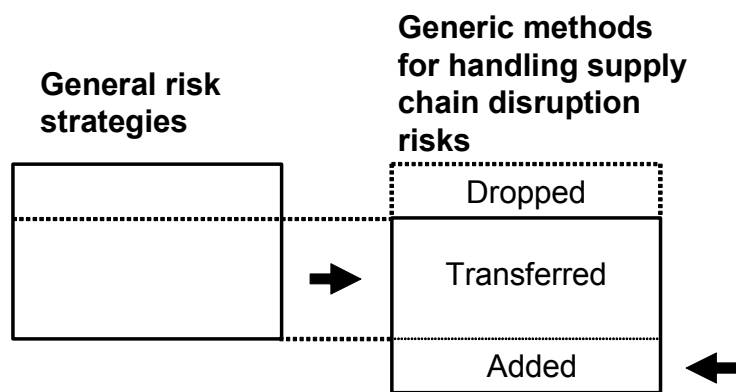 General risk
strategies
Generic methods
for handling supply
chain disruption
risks
Dropped
Transferred
Added